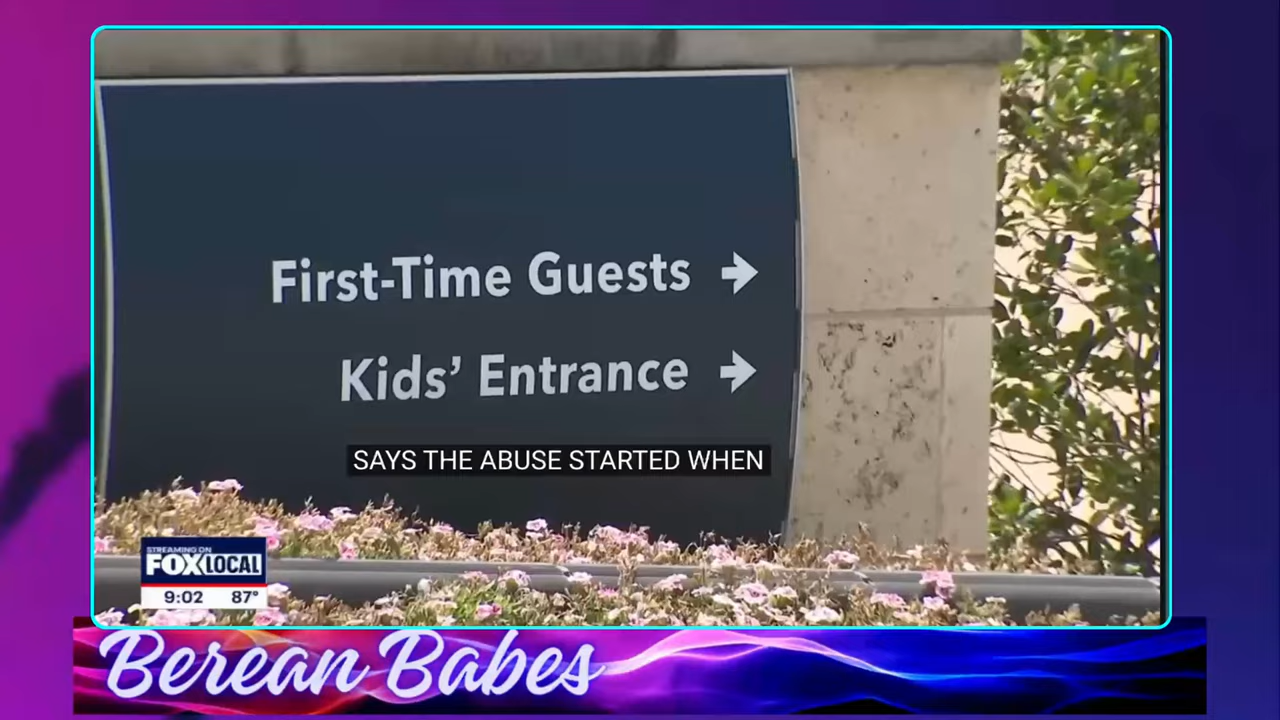 First-Time Guests →
Kids' Entrance →
SAYS THE ABUSE STARTED WHEN
STREAMING ON
FOX LOCAL
9:02 87°
Berean Babes